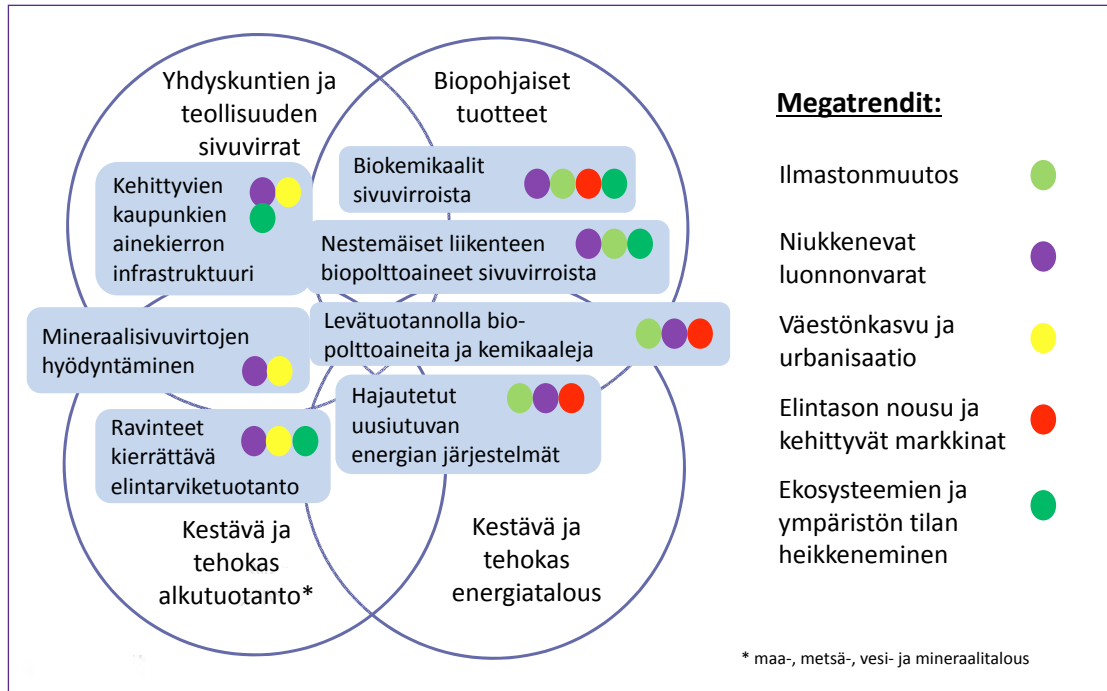 Yhdyskuntien ja
teollisuuden
sivuvirrat
Biopohjaiset
tuotteet
Kehittyvien
kaupunkien
ainekierron
infrastruktuuri
Biokemikaalit
sivuvirroista
Nestemäiset liikenteen
biopolttoaineet sivuvirroista
Mineraalisivuvirtojen
hyödyntäminen
Levätuotannolla bio-
polttoaineita ja kemikaaleja
Ravinteet
kierrättävä
elintarviketuotanto
Hajautetut
uusiutuvan
energian järjestelmät
Kestävä ja
tehokas
alkutuotanto*
Kestävä ja
tehokas
energiatalous
Megatrendit:
Ilmastonmuutos
Niukkenevat
luonnonvarat
Väestönkasvu ja
urbanisaatio
Elintason nousu ja
kehittyvät markkinat
Ekosysteemien ja
ympäristön tilan
heikkeneminen
* maa-, metsä-, vesi- ja mineraalitalous